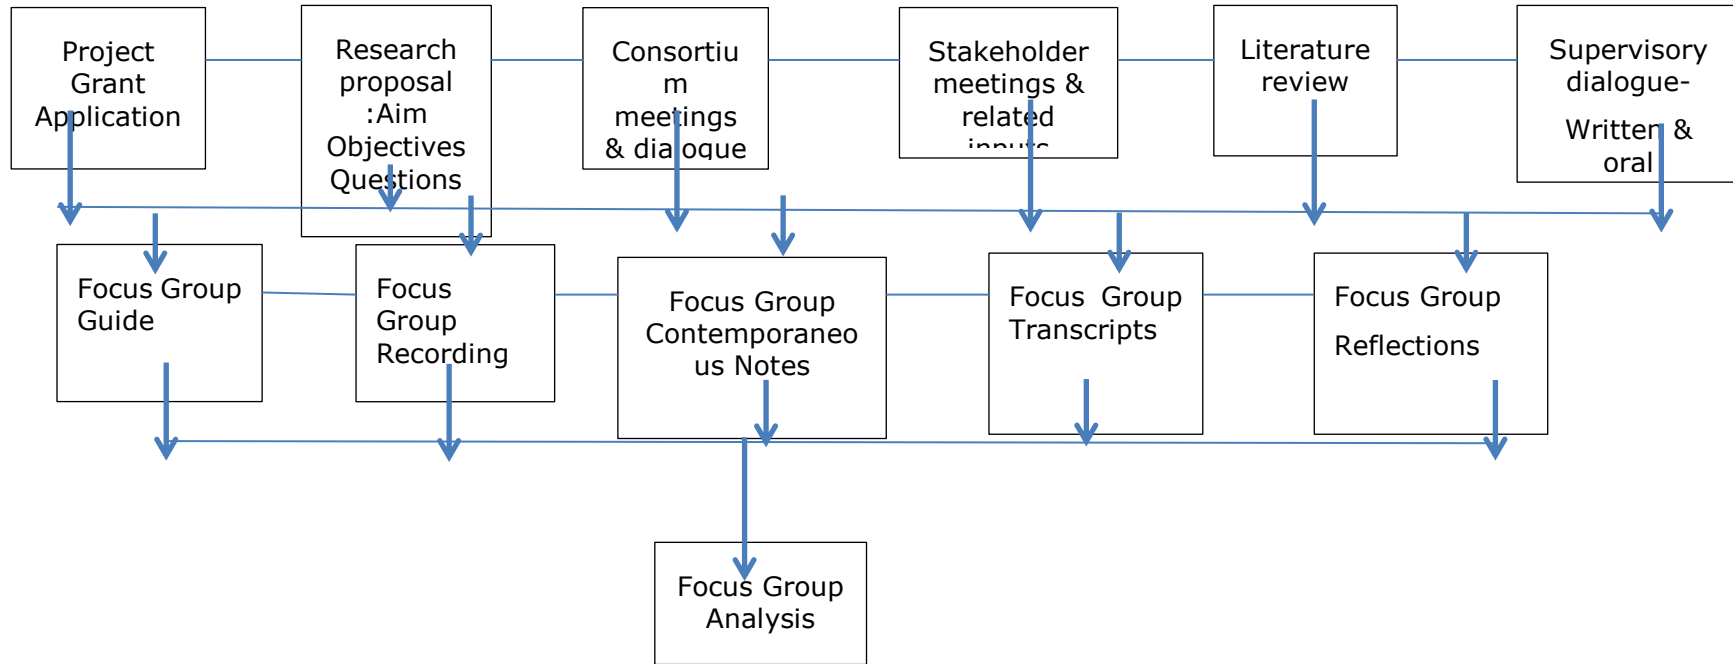 Project
Grant
Application
Research
proposal
:Aim
Objectives
Questions
Consortiu
m
meetings
& dialogue
Stakeholder
meetings &
related
inputs
Literature
review
Supervisory
dialogue-
Written &
oral
Focus Group
Guide
Focus
Group
Recording
Focus Group
Contemporaneo
us Notes
Focus Group
Transcripts
Focus Group
Reflections
Focus Group
Analysis